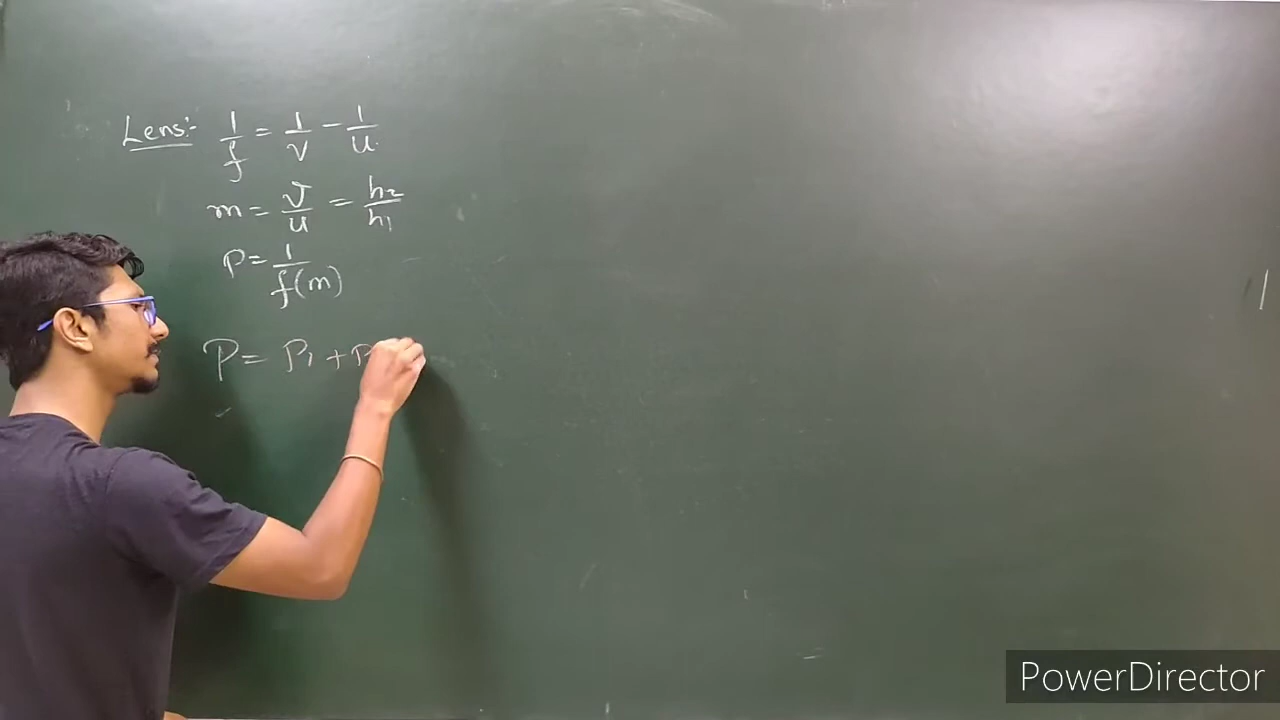 Lens:- 1/f = 1/v - 1/u
m = v/u = h2/h1
P = 1/f(m)
P = P1 + P
PowerDirector